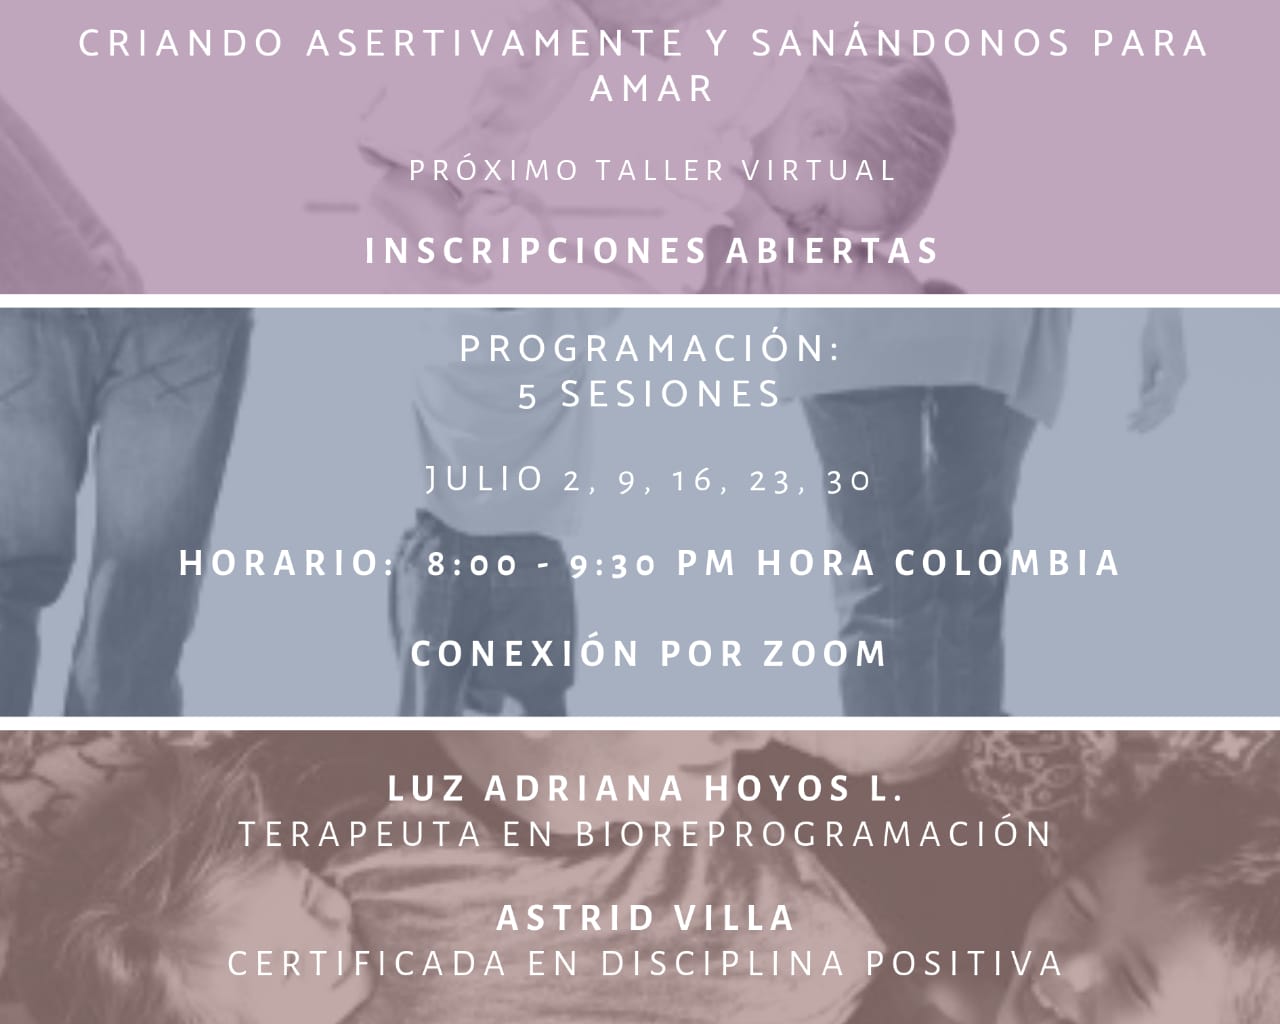 CRIANDO ASERTIVAMENTE Y SANÁNDONOS PARA
AMAR
PRÓXIMO TALLER VIRTUAL
INSCRIPCIONES ABIERTAS
PROGRAMACIÓN:
5 SESIONES
JULIO 2, 9, 16, 23, 30
HORARIO: 8:00 - 9:30 PM HORA COLOMBIA
CONEXIÓN POR ZOOM
LUZ ADRIANA HOYOS L.
TERAPEUTA EN BIOREPROGRAMACIÓN
ASTRID VILLA
CERTIFICADA EN DISCIPLINA POSITIVA